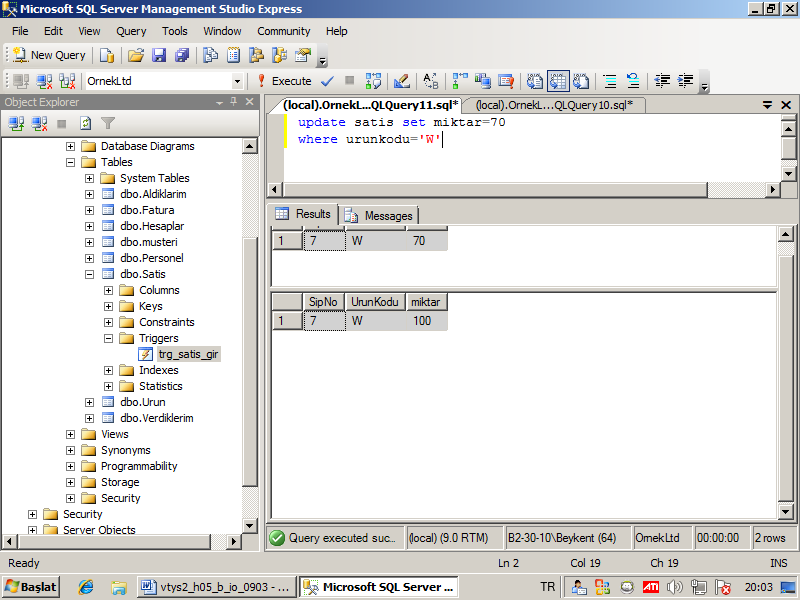 Microsoft SQL Server Management Studio Express
File Edit View Query Tools Window Community Help
New Query
OrnekLtd Execute
Object Explorer
(local).OrnekL...QLQuery11.sql* (local).OrnekL...QLQuery10.sql*
Database Diagrams
Tables
System Tables
dbo.Aldiklarim
dbo.Fatura
dbo.Hesaplar
dbo.musteri
dbo.Personel
dbo.Satis
Columns
Keys
Constraints
Triggers
trg_satis_gir
Indexes
Statistics
dbo.Urun
dbo.Verdiklerim
Views
Synonyms
Programmability
Storage
Security
Security
Server Objects
update satis set miktar=70
where urunkodu='W'
Results Messages
1 7 W 70
SipNo UrunKodu miktar
1 7 W 100
Query executed suc... (local) (9.0 RTM) B2-30-10\Beykent (64) OrnekLtd 00:00:00 2 rows
Ready Ln 2 Col 19 Ch 19 INS
Başlat vtys2_h05_b_io_0903 - ... Microsoft SQL Server ... TR ATI 20:03